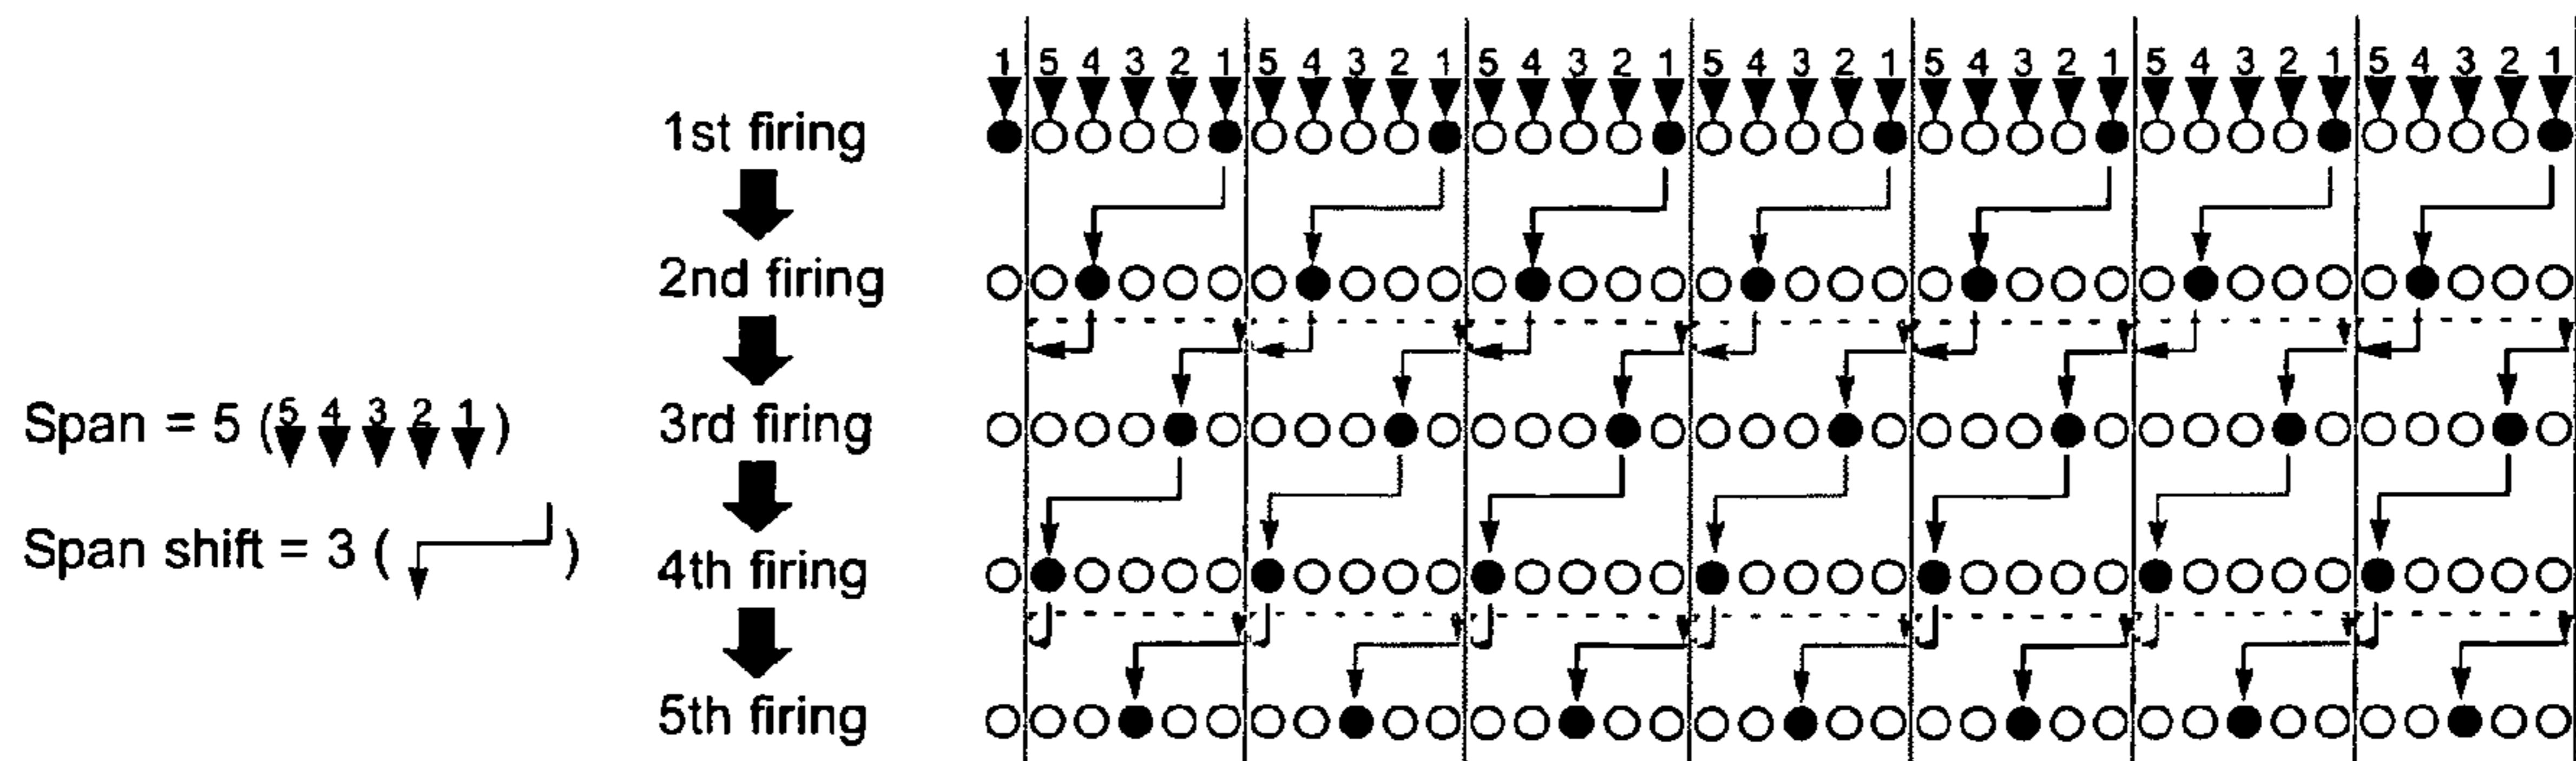 1 5 4 3 2 1 5 4 3 2 1 5 4 3 2 1 5 4 3 2 1 5 4 3 2 1 5 4 3 2 1 5 4 3 2 1
1st firing
2nd firing
3rd firing
4th firing
5th firing
Span = 5 (5 4 3 2 1)
Span shift = 3 ( )